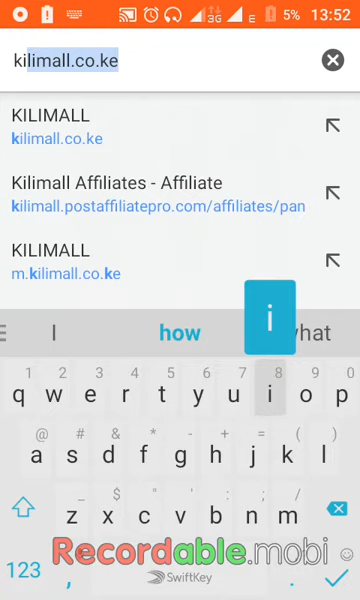 3G E 5% 13:52
kilimall.co.ke
KILIMALL
kilimall.co.ke
Kilimall Affiliates - Affiliate
kilimall.postaffiliatepro.com/affiliates/pan
KILIMALL
m.kilimall.co.ke
i
I how what
1 2 3 4 5 6 7 8 9 0
q w e r t y u i o p
@ # & * - + = ( )
a s d f g h j k l
_ $ " ' : ; /
z x c v b n m
Recordable.mobi
123 , SwiftKey .